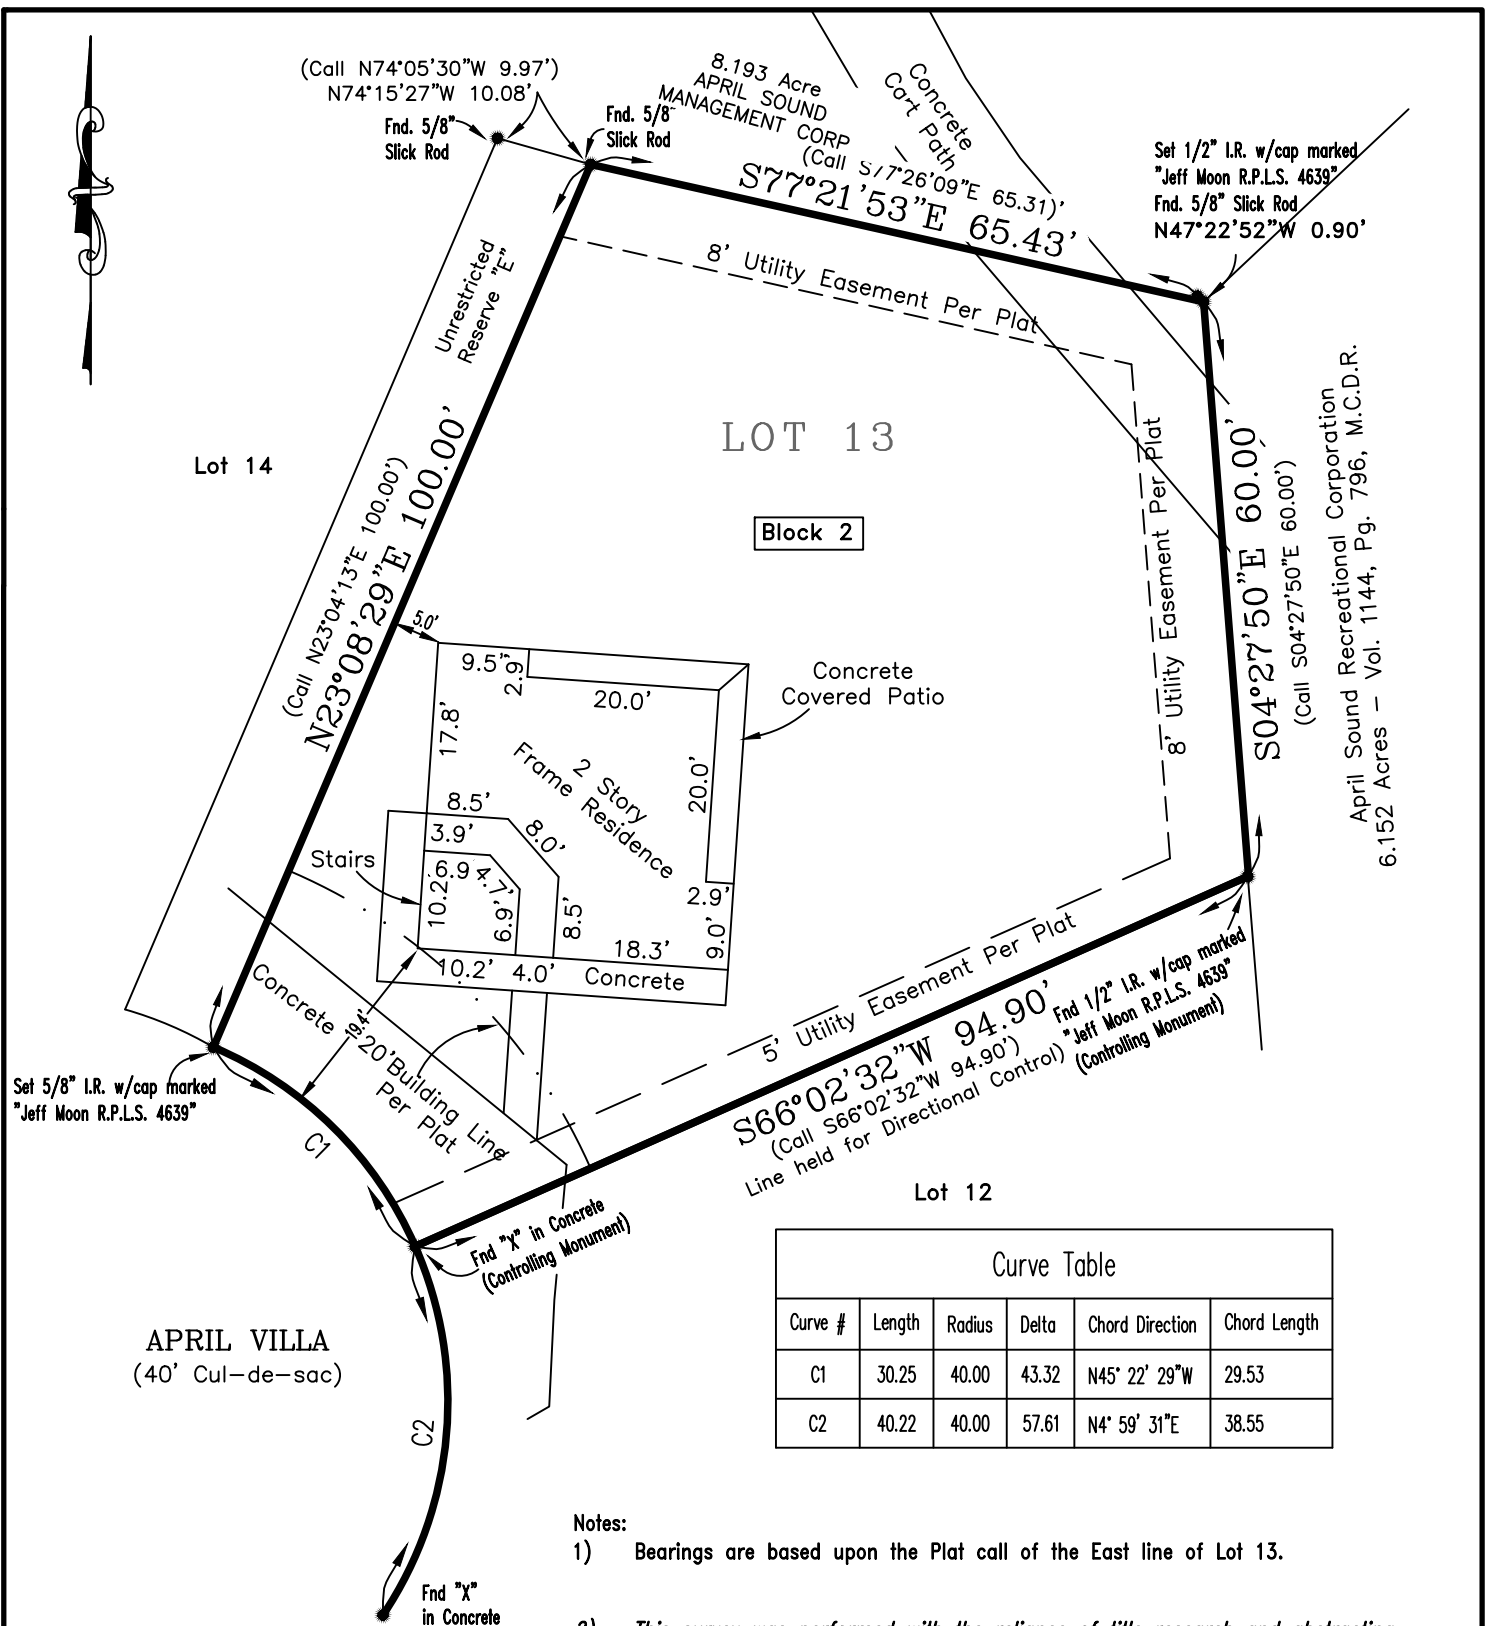 (Call N74°05'30"W 9.97')
N74°15'27"W 10.08'
Fnd. 5/8"
Slick Rod
Fnd. 5/8"
Slick Rod
8.193 Acre
APRIL SOUND
MANAGEMENT CORP
(Call S77°26'09"E 65.31)'
S77°21'53"E 65.43'
Concrete
Cart Path
Set 1/2" I.R. w/cap marked
"Jeff Moon R.P.L.S. 4639"
Fnd. 5/8" Slick Rod
N47°22'52"W 0.90'
Unrestricted
Reserve "E"
8' Utility Easement Per Plat
LOT 13
Block 2
Lot 14
(Call N23°04'13"E 100.00')
N23°08'29"E 100.00'
8' Utility Easement Per Plat
S04°27'50"E 60.00'
(Call S04°27'50"E 60.00')
April Sound Recreational Corporation
6.152 Acres – Vol. 1144, Pg. 796, M.C.D.R.
5.0'
9.5"
2.9'
20.0'
Concrete
Covered Patio
17.8'
2 Story
Frame Residence
20.0'
8.5'
8.0'
3.9'
Stairs
6.9
4.7'
10.2'
6.9'
8.5'
2.9'
9.0'
18.3'
10.2'
4.0'
Concrete
Concrete
19.4'
20' Building Line
Per Plat
5' Utility Easement Per Plat
S66°02'32"W 94.90'
(Call S66°02'32"W 94.90')
Line held for Directional Control)
Fnd 1/2" I.R. w/cap marked
"Jeff Moon R.P.L.S. 4639"
(Controlling Monument)
Set 5/8" I.R. w/cap marked
"Jeff Moon R.P.L.S. 4639"
C1
Fnd "X" in Concrete
(Controlling Monument)
Lot 12
APRIL VILLA
(40' Cul-de-sac)
C2
Curve Table
Curve # Length Radius Delta Chord Direction Chord Length
C1 30.25 40.00 43.32 N45° 22' 29"W 29.53
C2 40.22 40.00 57.61 N4° 59' 31"E 38.55
Notes:
1) Bearings are based upon the Plat call of the East line of Lot 13.
Fnd "X"
in Concrete